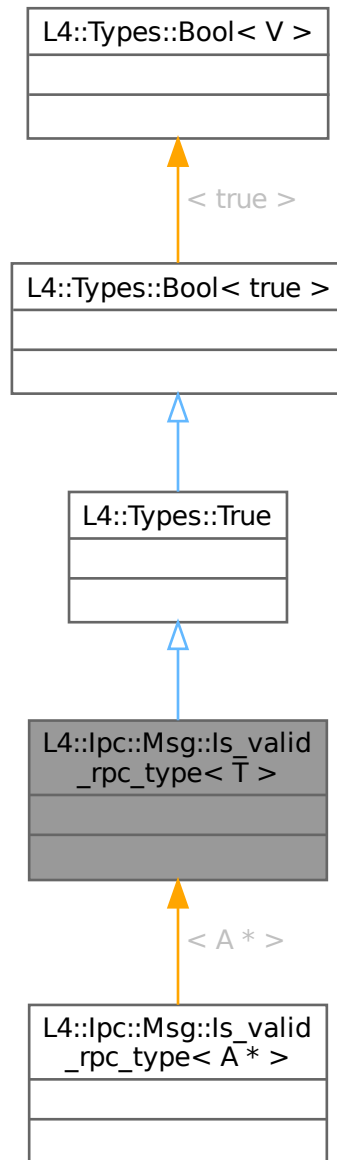 L4::Types::Bool< V >
< true >
L4::Types::Bool< true >
L4::Types::True
L4::Ipc::Msg::Is_valid
_rpc_type< T >
< A * >
L4::Ipc::Msg::Is_valid
_rpc_type< A * >